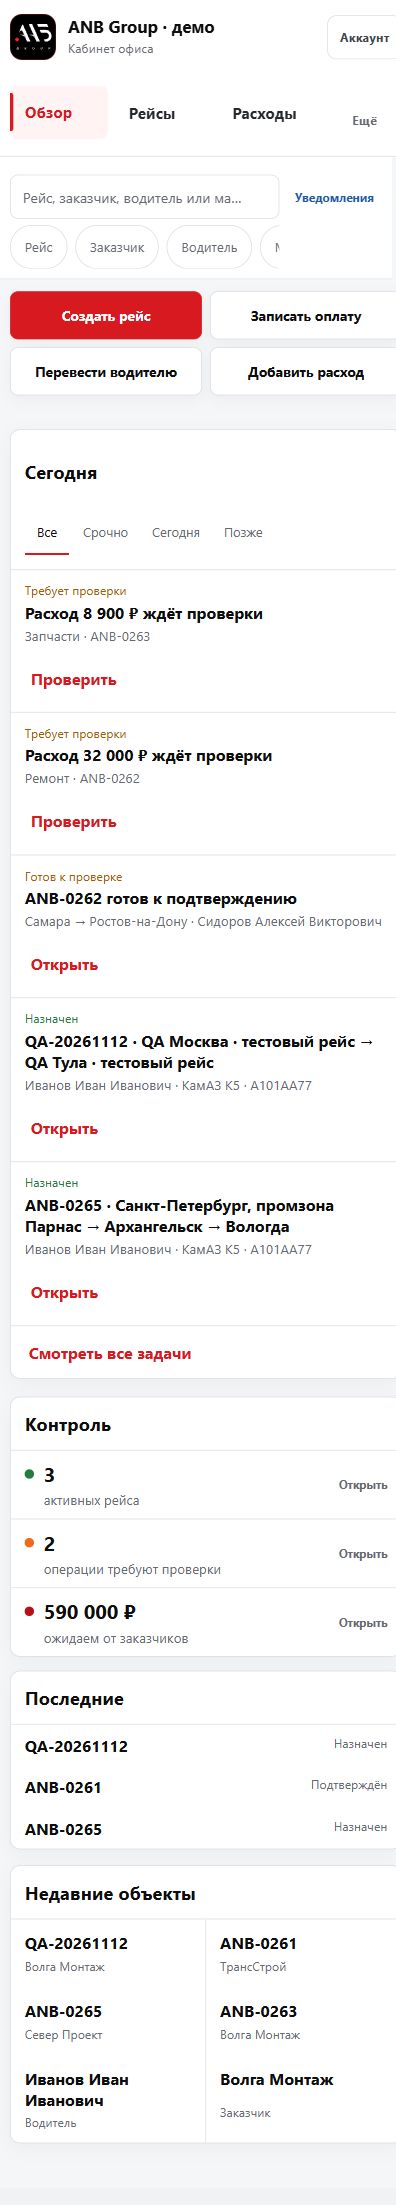 ANB
GROUP
ANB Group · демо
Кабинет офиса
Аккаунт
Обзор
Рейсы
Расходы
Ещё
Рейс, заказчик, водитель или ма...
Уведомления
Рейс
Заказчик
Водитель
Создать рейс
Записать оплату
Перевести водителю
Добавить расход
Сегодня
Все
Срочно
Сегодня
Позже
Требует проверки
Расход 8 900 ₽ ждёт проверки
Запчасти · ANB-0263
Проверить
Требует проверки
Расход 32 000 ₽ ждёт проверки
Ремонт · ANB-0262
Проверить
Готов к проверке
ANB-0262 готов к подтверждению
Самара → Ростов-на-Дону · Сидоров Алексей Викторович
Открыть
Назначен
QA-20261112 · QA Москва · тестовый рейс →
QA Тула · тестовый рейс
Иванов Иван Иванович · КамАЗ К5 · А101АА77
Открыть
Назначен
ANB-0265 · Санкт-Петербург, промзона
Парнас → Архангельск → Вологда
Иванов Иван Иванович · КамАЗ К5 · А101АА77
Открыть
Смотреть все задачи
Контроль
3
активных рейса
Открыть
2
операции требуют проверки
Открыть
590 000 ₽
ожидаем от заказчиков
Открыть
Последние
QA-20261112
Назначен
ANB-0261
Подтверждён
ANB-0265
Назначен
Недавние объекты
QA-20261112
Волга Монтаж
ANB-0261
ТрансСтрой
ANB-0265
Север Проект
ANB-0263
Волга Монтаж
Иванов Иван
Иванович
Водитель
Волга Монтаж
Заказчик